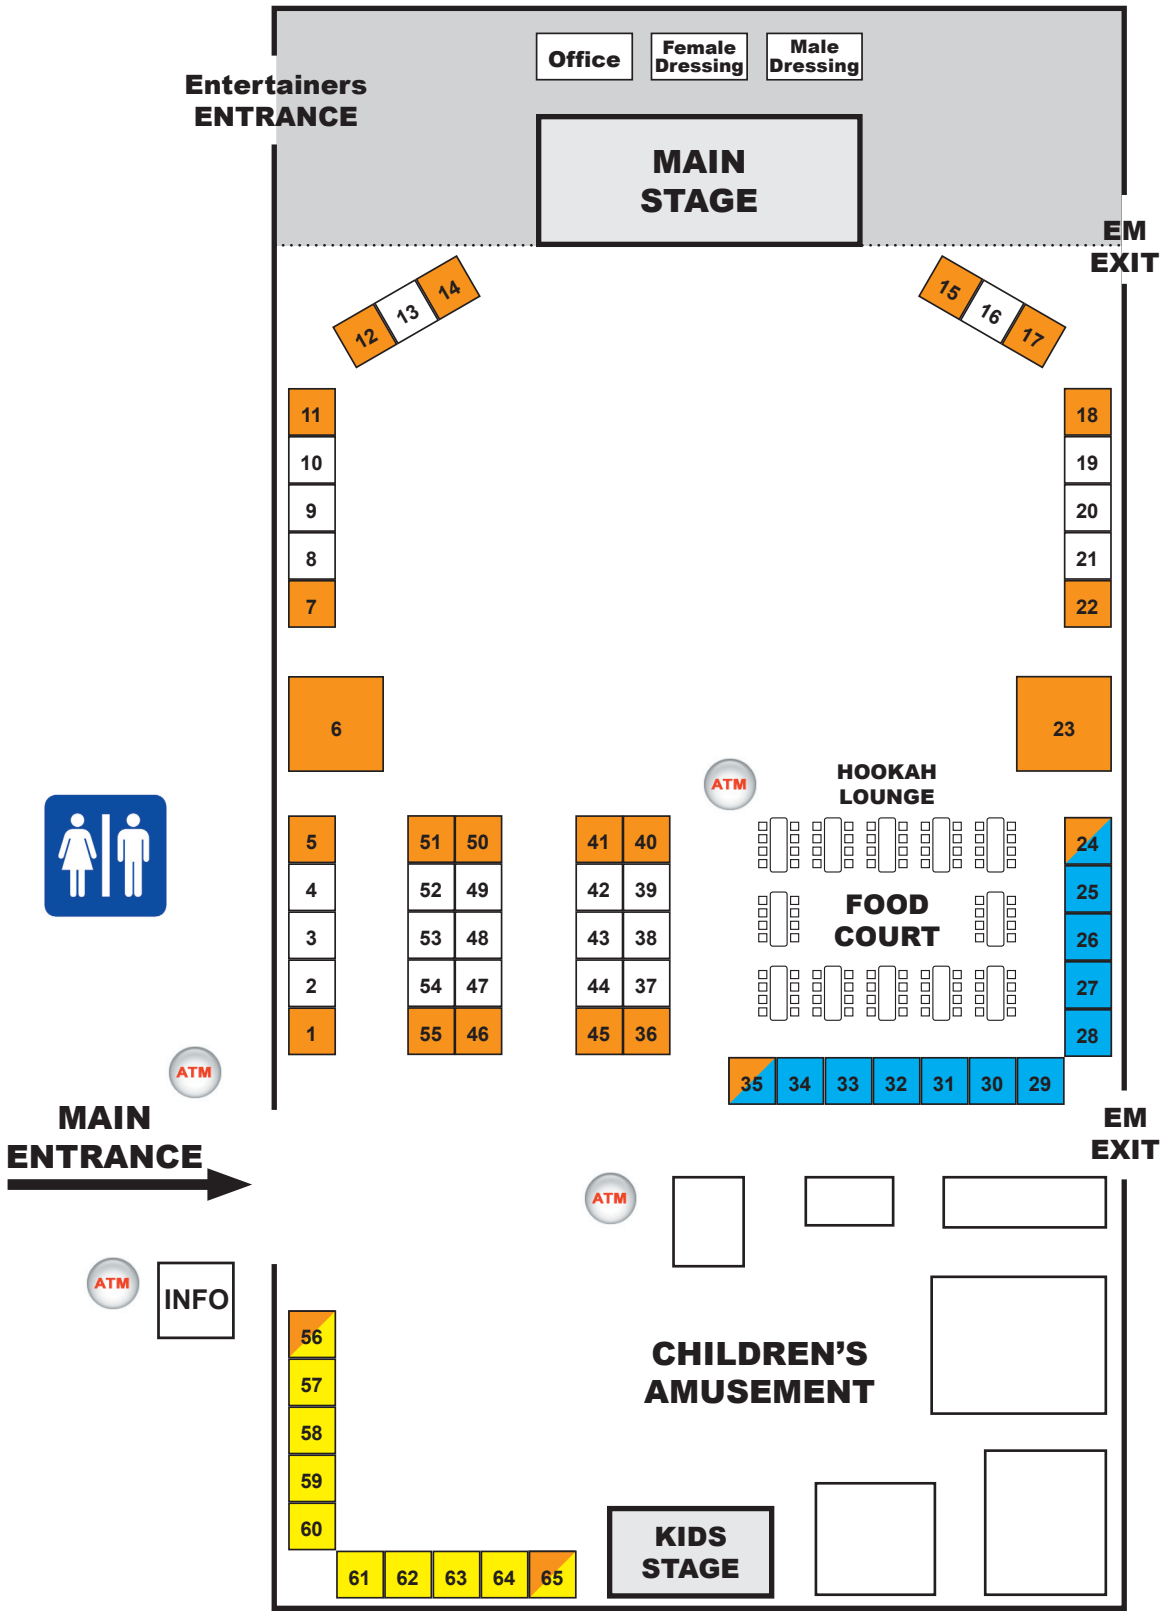 Office
Female
Dressing
Male
Dressing
Entertainers
ENTRANCE
MAIN
STAGE
EM
EXIT
12
13
14
15
16
17
11
10
9
8
7
18
19
20
21
22
6
23
ATM
HOOKAH
LOUNGE
5
4
3
2
1
51 50
52 49
53 48
54 47
55 46
41 40
42 39
43 38
44 37
45 36
FOOD
COURT
24
25
26
27
28
35 34 33 32 31 30 29
ATM
MAIN
ENTRANCE
EM
EXIT
ATM
ATM
INFO
56
57
58
59
60
61 62 63 64 65
CHILDREN'S
AMUSEMENT
KIDS
STAGE